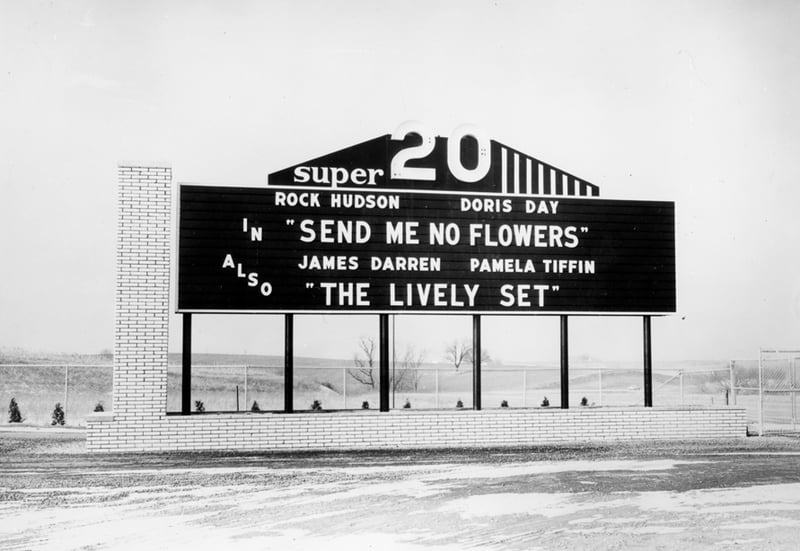 super 20
ROCK HUDSON DORIS DAY
IN "SEND ME NO FLOWERS"
JAMES DARREN PAMELA TIFFIN
ALSO "THE LIVELY SET"